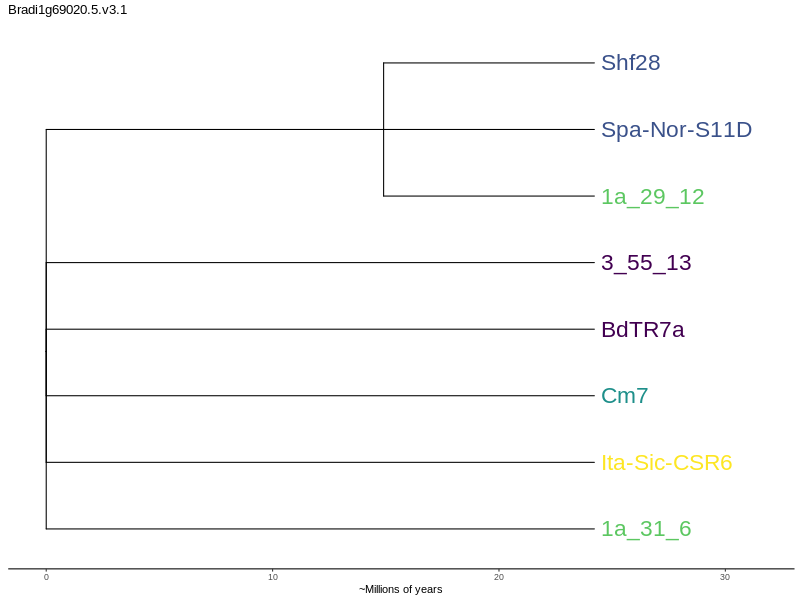 Bradi1g69020.5.v3.1
Shf28
Spa-Nor-S11D
1a_29_12
3_55_13
BdTR7a
Cm7
Ita-Sic-CSR6
1a_31_6
0 10 20 30
~Millions of years